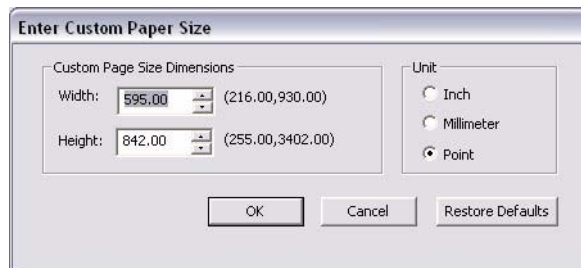 Enter Custom Paper Size
Custom Page Size Dimensions
Width: 595.00 (216.00,930.00)
Height: 842.00 (255.00,3402.00)
Unit
Inch
Millimeter
Point
OK Cancel Restore Defaults